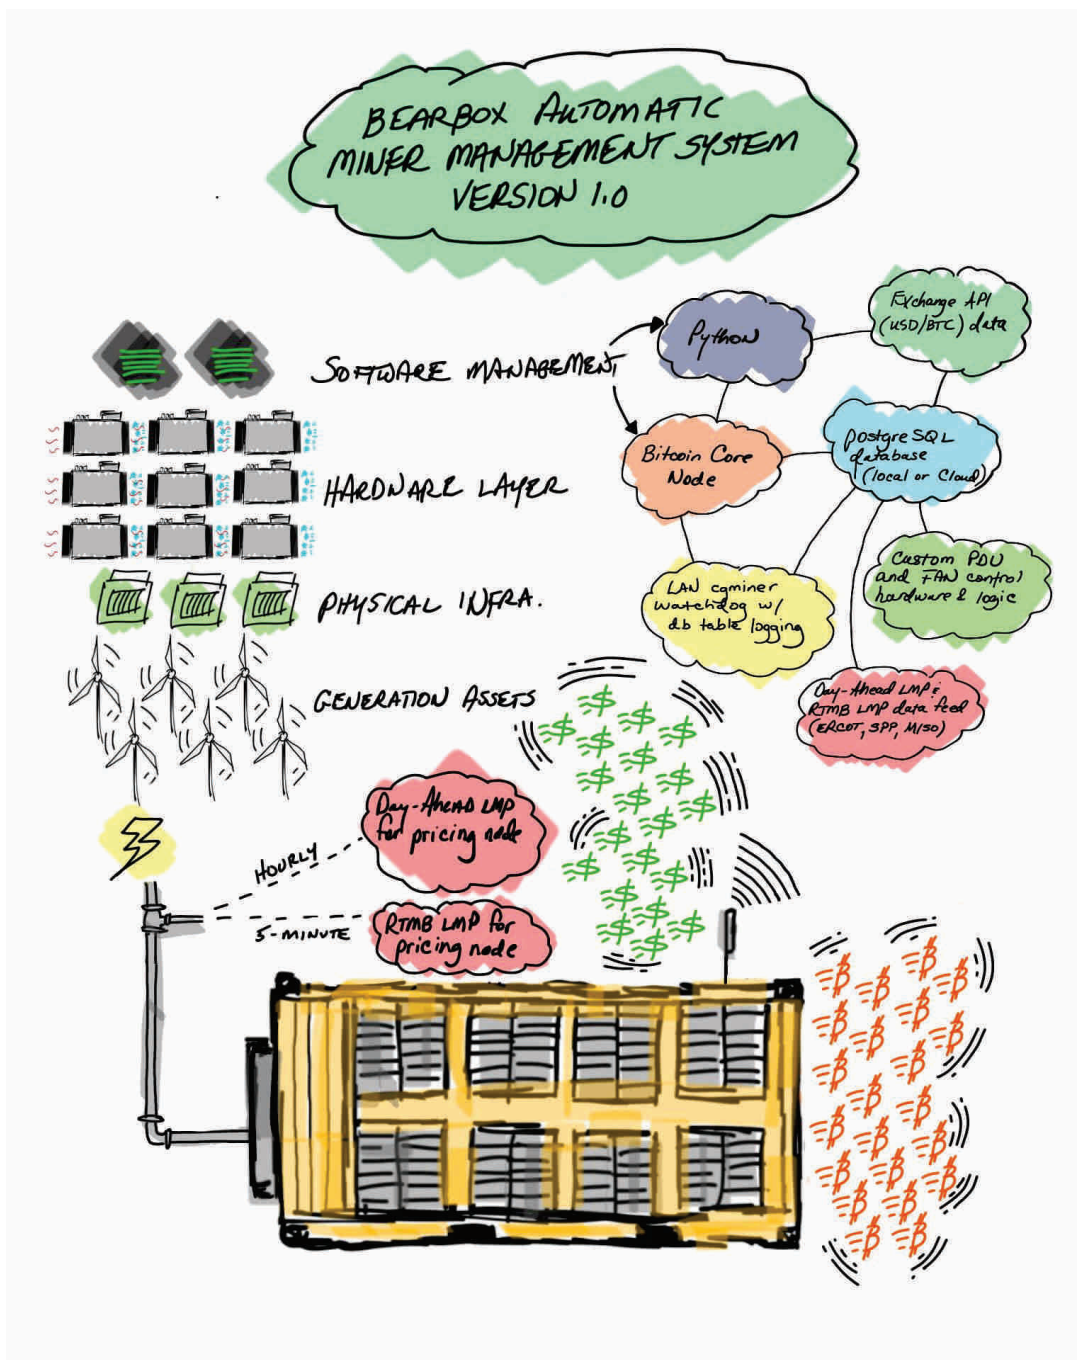 BEARBOX AUTOMATIC
MINER MANAGEMENT SYSTEM
VERSION 1.0
SOFTWARE MANAGEMENT
HARDWARE LAYER
PHYSICAL INFRA.
GENERATION ASSETS
Python
Exchange API
(USD/BTC) data
Bitcoin Core
Node
PostgreSQL
database
(local or Cloud)
LAN cgminer
watchdog w/
db table logging
Custom PDU
and FAN control
hardware & logic
Day-Ahead LMP &
RTMB LMP data feed
(ERCOT, SPP, MISO)
HOURLY
Day-Ahead LMP
for pricing node
5-MINUTE
RTMB LMP for
pricing node